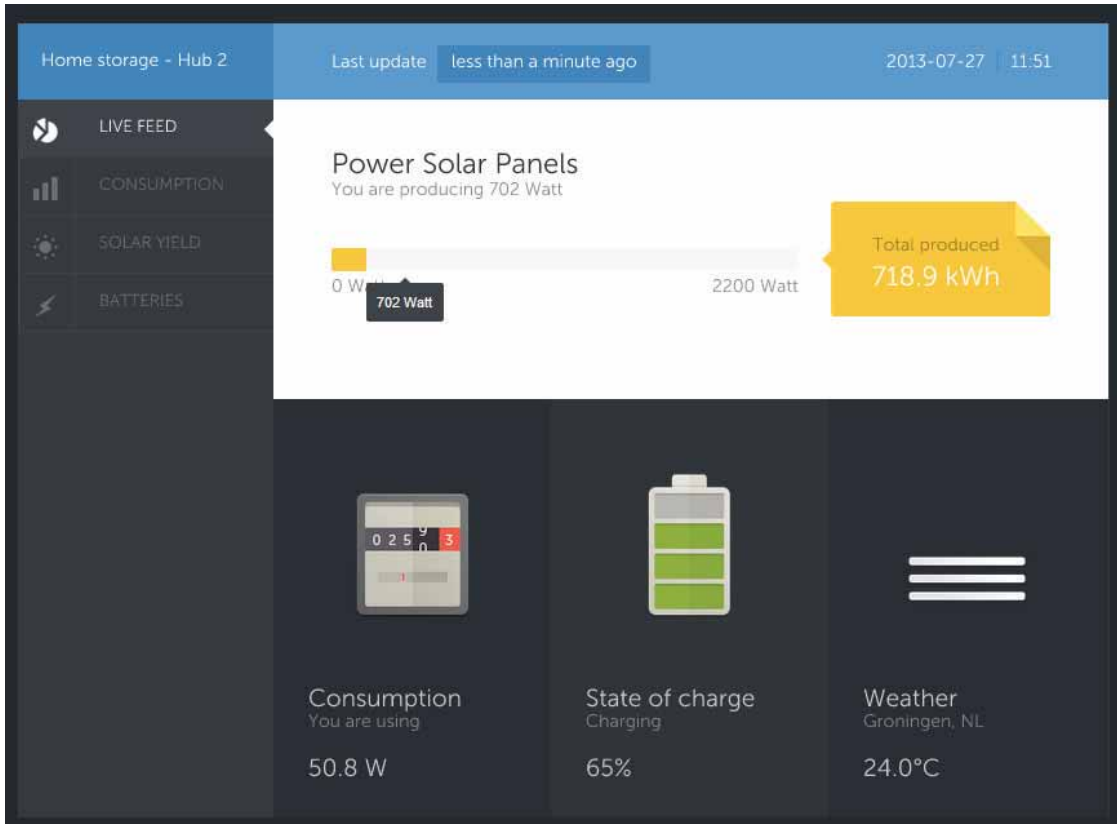 Home storage - Hub 2
Last update less than a minute ago
2013-07-27 11:51
LIVE FEED
CONSUMPTION
SOLAR YIELD
BATTERIES
Power Solar Panels
You are producing 702 Watt
0 W
2200 Watt
702 Watt
Total produced
718.9 kWh
0 2 5 9 3
0
Consumption
You are using
50.8 W
State of charge
Charging
65%
Weather
Groningen, NL
24.0°C